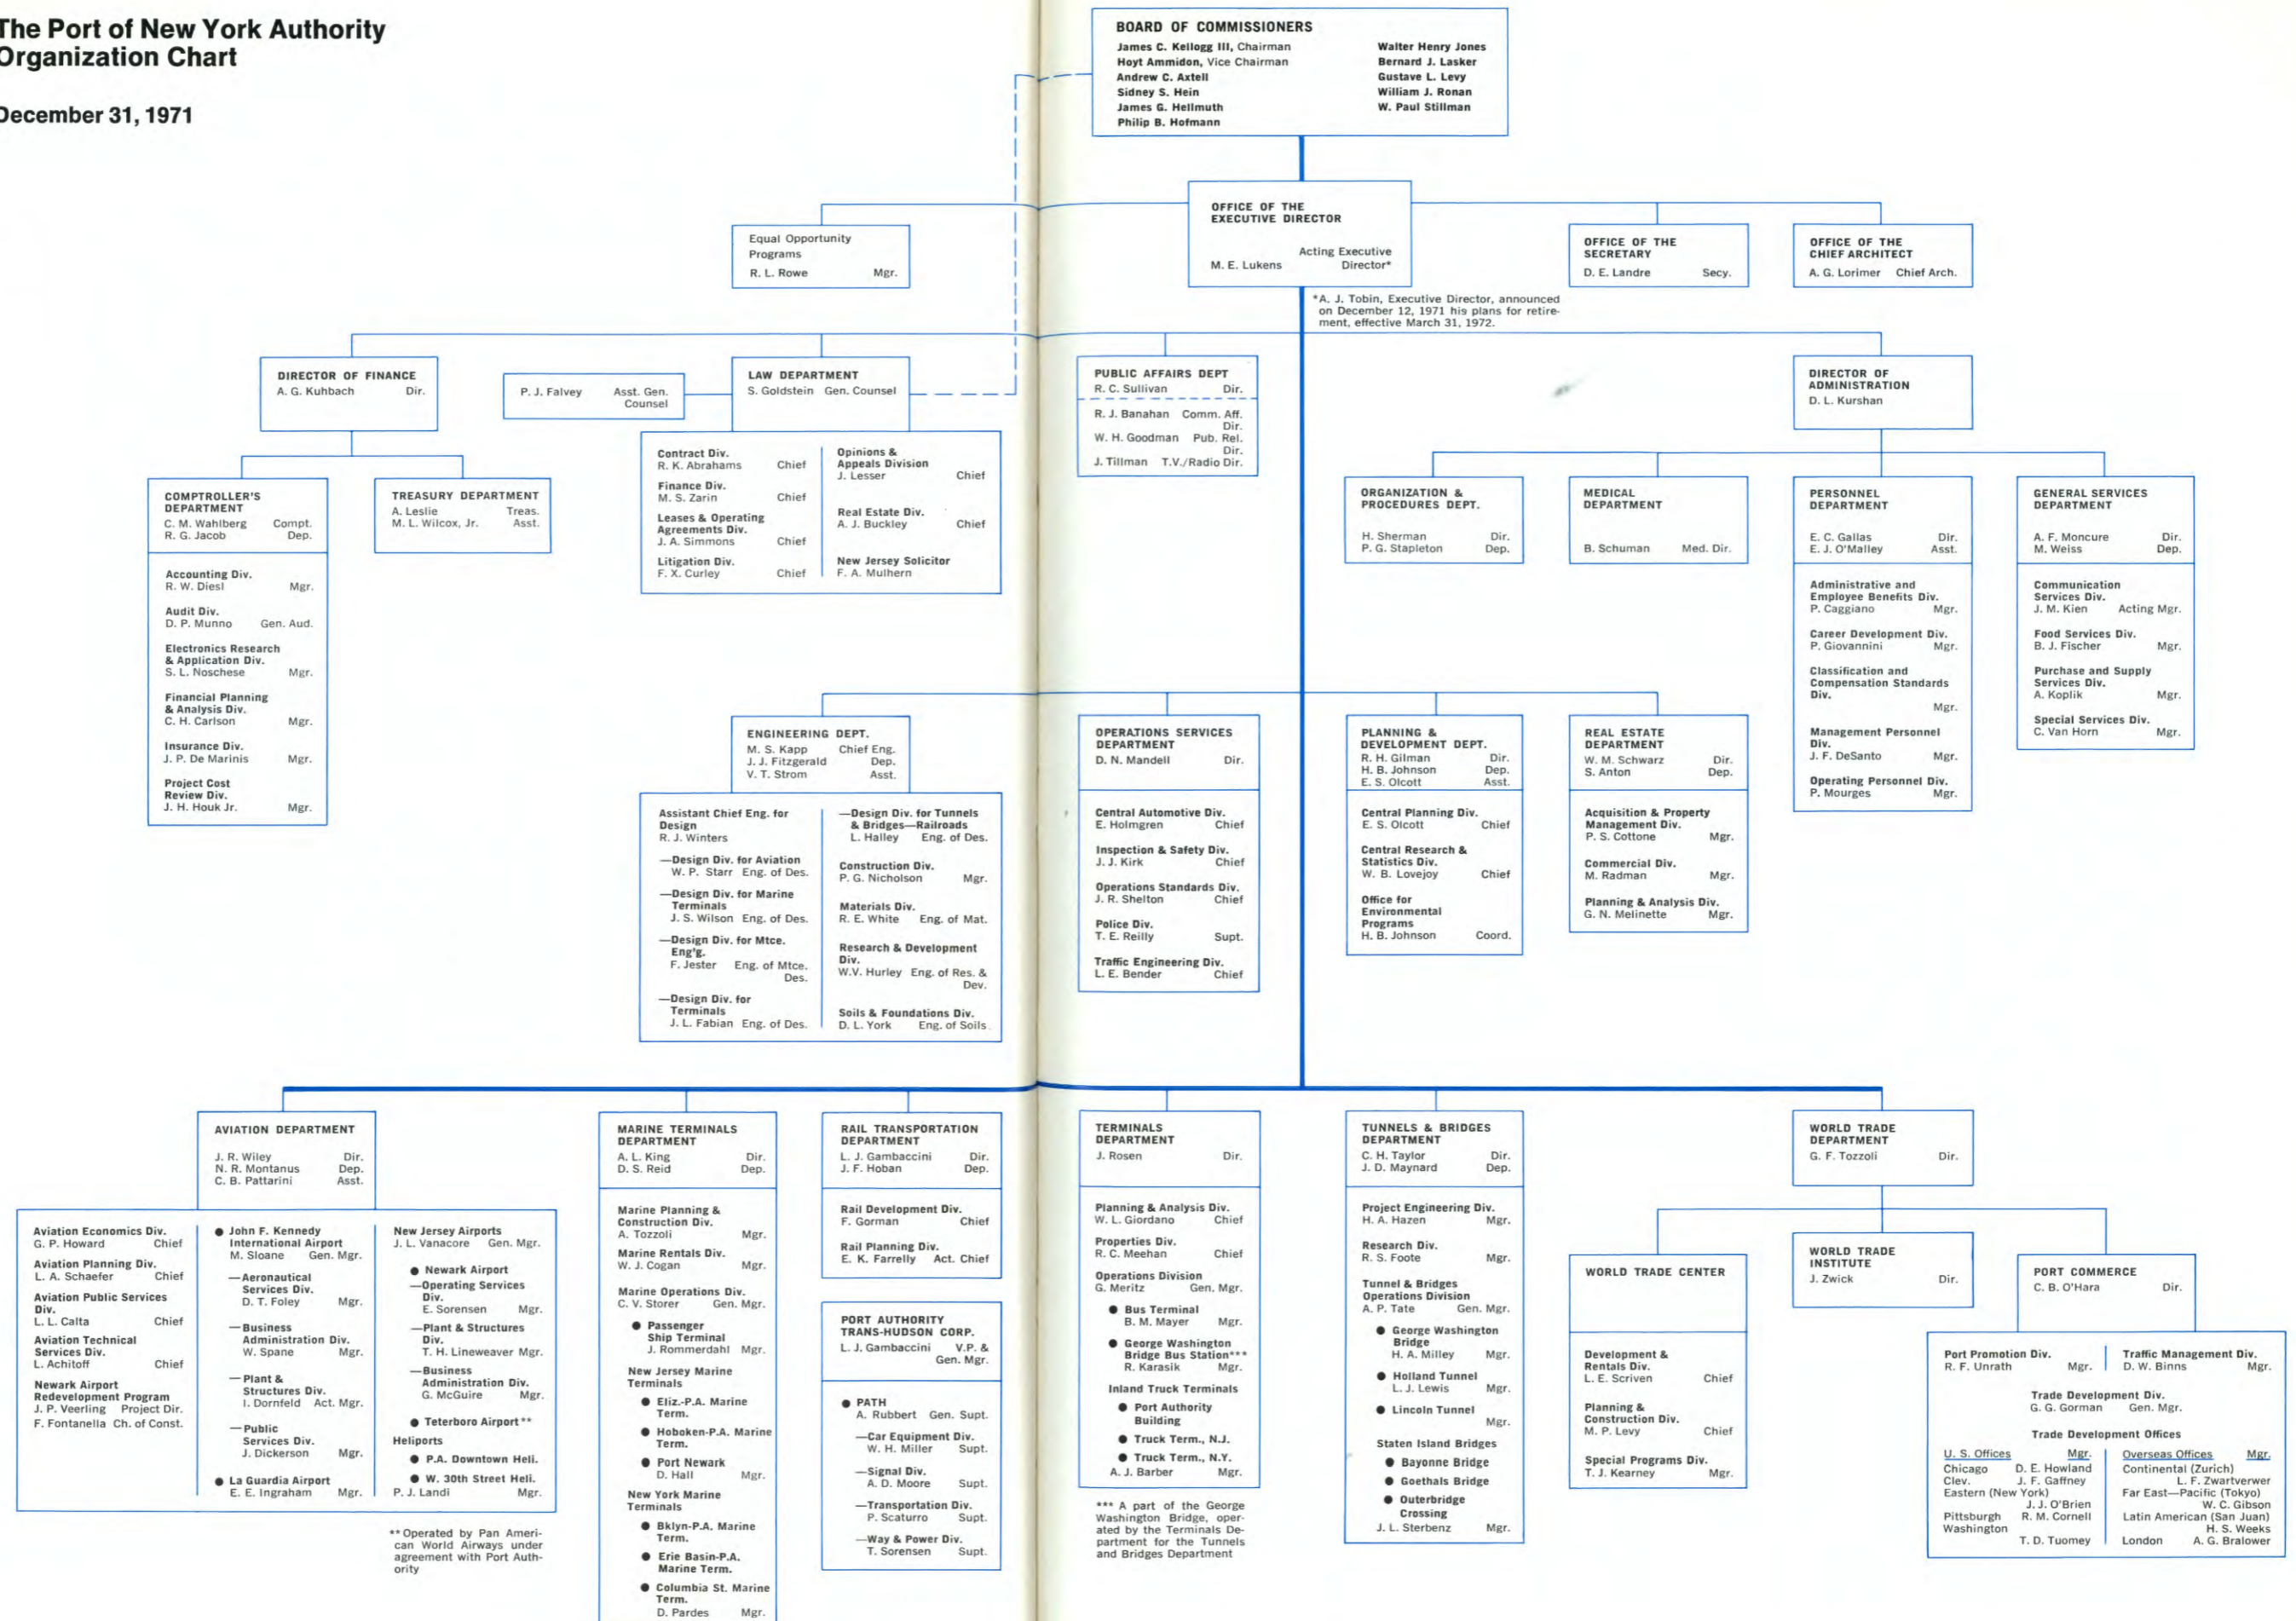 The Port of New York Authority
Organization Chart
December 31, 1971
BOARD OF COMMISSIONERS
James C. Kellogg III, Chairman
Hoyt Ammidon, Vice Chairman
Andrew C. Axtell
Sidney S. Hein
James G. Hellmuth
Philip B. Hofmann
Walter Henry Jones
Bernard J. Lasker
Gustave L. Levy
William J. Ronan
W. Paul Stillman
OFFICE OF THE
EXECUTIVE DIRECTOR
Acting Executive
M. E. Lukens Director*
*A. J. Tobin, Executive Director, announced
on December 12, 1971 his plans for retire-
ment, effective March 31, 1972.
Equal Opportunity
Programs
R. L. Rowe Mgr.
OFFICE OF THE
SECRETARY
D. E. Landre Secy.
OFFICE OF THE
CHIEF ARCHITECT
A. G. Lorimer Chief Arch.
DIRECTOR OF FINANCE
A. G. Kuhbach Dir.
P. J. Falvey Asst. Gen.
Counsel
LAW DEPARTMENT
S. Goldstein Gen. Counsel
Contract Div.
R. K. Abrahams Chief
Finance Div.
M. S. Zarin Chief
Leases & Operating
Agreements Div.
J. A. Simmons Chief
Litigation Div.
F. X. Curley Chief
Opinions &
Appeals Division
J. Lesser Chief
Real Estate Div.
A. J. Buckley Chief
New Jersey Solicitor
F. A. Mulhern
PUBLIC AFFAIRS DEPT
R. C. Sullivan Dir.
R. J. Banahan Comm. Aff.
Dir.
W. H. Goodman Pub. Rel.
Dir.
J. Tillman T.V./Radio Dir.
DIRECTOR OF
ADMINISTRATION
D. L. Kurshan
COMPTROLLER'S
DEPARTMENT
C. M. Wahlberg Compt.
R. G. Jacob Dep.
Accounting Div.
R. W. Diesl Mgr.
Audit Div.
D. P. Munno Gen. Aud.
Electronics Research
& Application Div.
S. L. Noschese Mgr.
Financial Planning
& Analysis Div.
C. H. Carlson Mgr.
Insurance Div.
J. P. De Marinis Mgr.
Project Cost
Review Div.
J. H. Houk Jr. Mgr.
TREASURY DEPARTMENT
A. Leslie Treas.
M. L. Wilcox, Jr. Asst.
ORGANIZATION &
PROCEDURES DEPT.
H. Sherman Dir.
P. G. Stapleton Dep.
MEDICAL
DEPARTMENT
B. Schuman Med. Dir.
PERSONNEL
DEPARTMENT
E. C. Gallas Dir.
E. J. O'Malley Asst.
Administrative and
Employee Benefits Div.
P. Caggiano Mgr.
Career Development Div.
P. Giovannini Mgr.
Classification and
Compensation Standards
Div.
Mgr.
Management Personnel
Div.
J. F. DeSanto Mgr.
Operating Personnel Div.
P. Mourges Mgr.
GENERAL SERVICES
DEPARTMENT
A. F. Moncure Dir.
M. Weiss Dep.
Communication
Services Div.
J. M. Kien Acting Mgr.
Food Services Div.
B. J. Fischer Mgr.
Purchase and Supply
Services Div.
A. Koplik Mgr.
Special Services Div.
C. Van Horn Mgr.
ENGINEERING DEPT.
M. S. Kapp Chief Eng.
J. J. Fitzgerald Dep.
V. T. Strom Asst.
Assistant Chief Eng. for
Design
R. J. Winters
—Design Div. for Aviation
W. P. Starr Eng. of Des.
—Design Div. for Marine
Terminals
J. S. Wilson Eng. of Des.
—Design Div. for Mtce.
Eng'g.
F. Jester Eng. of Mtce.
Des.
—Design Div. for
Terminals
J. L. Fabian Eng. of Des.
—Design Div. for Tunnels
& Bridges—Railroads
L. Halley Eng. of Des.
Construction Div.
P. G. Nicholson Mgr.
Materials Div.
R. E. White Eng. of Mat.
Research & Development
Div.
W.V. Hurley Eng. of Res. &
Dev.
Soils & Foundations Div.
D. L. York Eng. of Soils
OPERATIONS SERVICES
DEPARTMENT
D. N. Mandell Dir.
Central Automotive Div.
E. Holmgren Chief
Inspection & Safety Div.
J. J. Kirk Chief
Operations Standards Div.
J. R. Shelton Chief
Police Div.
T. E. Reilly Supt.
Traffic Engineering Div.
L. E. Bender Chief
PLANNING &
DEVELOPMENT DEPT.
R. H. Gilman Dir.
H. B. Johnson Dep.
E. S. Olcott Asst.
Central Planning Div.
E. S. Olcott Chief
Central Research &
Statistics Div.
W. B. Lovejoy Chief
Office for
Environmental
Programs
H. B. Johnson Coord.
REAL ESTATE
DEPARTMENT
W. M. Schwarz Dir.
S. Anton Dep.
Acquisition & Property
Management Div.
P. S. Cottone Mgr.
Commercial Div.
M. Radman Mgr.
Planning & Analysis Div.
G. N. Melinette Mgr.
AVIATION DEPARTMENT
J. R. Wiley Dir.
N. R. Montanus Dep.
C. B. Pattarini Asst.
Aviation Economics Div.
G. P. Howard Chief
Aviation Planning Div.
L. A. Schaefer Chief
Aviation Public Services
Div.
L. L. Calta Chief
Aviation Technical
Services Div.
L. Achitoff Chief
Newark Airport
Redevelopment Program
J. P. Veerling Project Dir.
F. Fontanella Ch. of Const.
● John F. Kennedy
International Airport
M. Sloane Gen. Mgr.
—Aeronautical
Services Div.
D. T. Foley Mgr.
—Business
Administration Div.
W. Spane Mgr.
—Plant &
Structures Div.
I. Dornfeld Act. Mgr.
—Public
Services Div.
J. Dickerson Mgr.
● La Guardia Airport
E. E. Ingraham Mgr.
New Jersey Airports
J. L. Vanacore Gen. Mgr.
● Newark Airport
—Operating Services
Div.
E. Sorensen Mgr.
—Plant & Structures
Div.
T. H. Lineweaver Mgr.
—Business
Administration Div.
G. McGuire Mgr.
● Teterboro Airport**
Heliports
● P.A. Downtown Heli.
● W. 30th Street Heli.
P. J. Landi Mgr.
**Operated by Pan Ameri-
can World Airways under
agreement with Port Auth-
ority
MARINE TERMINALS
DEPARTMENT
A. L. King Dir.
D. S. Reid Dep.
Marine Planning &
Construction Div.
A. Tozzoli Mgr.
Marine Rentals Div.
W. J. Cogan Mgr.
Marine Operations Div.
C. V. Storer Gen. Mgr.
● Passenger
Ship Terminal
J. Rommerdahl Mgr.
New Jersey Marine
Terminals
● Eliz.-P.A. Marine
Term.
● Hoboken-P.A. Marine
Term.
● Port Newark
D. Hall Mgr.
New York Marine
Terminals
● Bklyn-P.A. Marine
Term.
● Erie Basin-P.A.
Marine Term.
● Columbia St. Marine
Term.
D. Pardes Mgr.
RAIL TRANSPORTATION
DEPARTMENT
L. J. Gambaccini Dir.
J. F. Hoban Dep.
Rail Development Div.
F. Gorman Chief
Rail Planning Div.
E. K. Farrelly Act. Chief
PORT AUTHORITY
TRANS-HUDSON CORP.
L. J. Gambaccini V.P. &
Gen. Mgr.
● PATH
A. Rubbert Gen. Supt.
—Car Equipment Div.
W. H. Miller Supt.
—Signal Div.
A. D. Moore Supt.
—Transportation Div.
P. Scaturro Supt.
—Way & Power Div.
T. Sorensen Supt.
TERMINALS
DEPARTMENT
J. Rosen Dir.
Planning & Analysis Div.
W. L. Giordano Chief
Properties Div.
R. C. Meehan Chief
Operations Division
G. Meritz Gen. Mgr.
● Bus Terminal
B. M. Mayer Mgr.
● George Washington
Bridge Bus Station***
R. Karasik Mgr.
Inland Truck Terminals
● Port Authority
Building
● Truck Term., N.J.
● Truck Term., N.Y.
A. J. Barber Mgr.
*** A part of the George
Washington Bridge, oper-
ated by the Terminals De-
partment for the Tunnels
and Bridges Department
TUNNELS & BRIDGES
DEPARTMENT
C. H. Taylor Dir.
J. D. Maynard Dep.
Project Engineering Div.
H. A. Hazen Mgr.
Research Div.
R. S. Foote Mgr.
Tunnel & Bridges
Operations Division
A. P. Tate Gen. Mgr.
● George Washington
Bridge
H. A. Milley Mgr.
● Holland Tunnel
L. J. Lewis Mgr.
● Lincoln Tunnel
Mgr.
Staten Island Bridges
● Bayonne Bridge
● Goethals Bridge
● Outerbridge
Crossing
J. L. Sterbenz Mgr.
WORLD TRADE
DEPARTMENT
G. F. Tozzoli Dir.
WORLD TRADE CENTER
Development &
Rentals Div.
L. E. Scriven Chief
Planning &
Construction Div.
M. P. Levy Chief
Special Programs Div.
T. J. Kearney Mgr.
WORLD TRADE
INSTITUTE
J. Zwick Dir.
PORT COMMERCE
C. B. O'Hara Dir.
Port Promotion Div.
R. F. Unrath Mgr.
Traffic Management Div.
D. W. Binns Mgr.
Trade Development Div.
G. G. Gorman Gen. Mgr.
Trade Development Offices
U. S. Offices Mgr.
Chicago D. E. Howland
Clev. J. F. Gaffney
Eastern (New York)
J. J. O'Brien
Pittsburgh R. M. Cornell
Washington
T. D. Tuomey
Overseas Offices Mgr.
Continental (Zurich)
L. F. Zwartverwer
Far East—Pacific (Tokyo)
W. C. Gibson
Latin American (San Juan)
H. S. Weeks
London A. G. Bralower